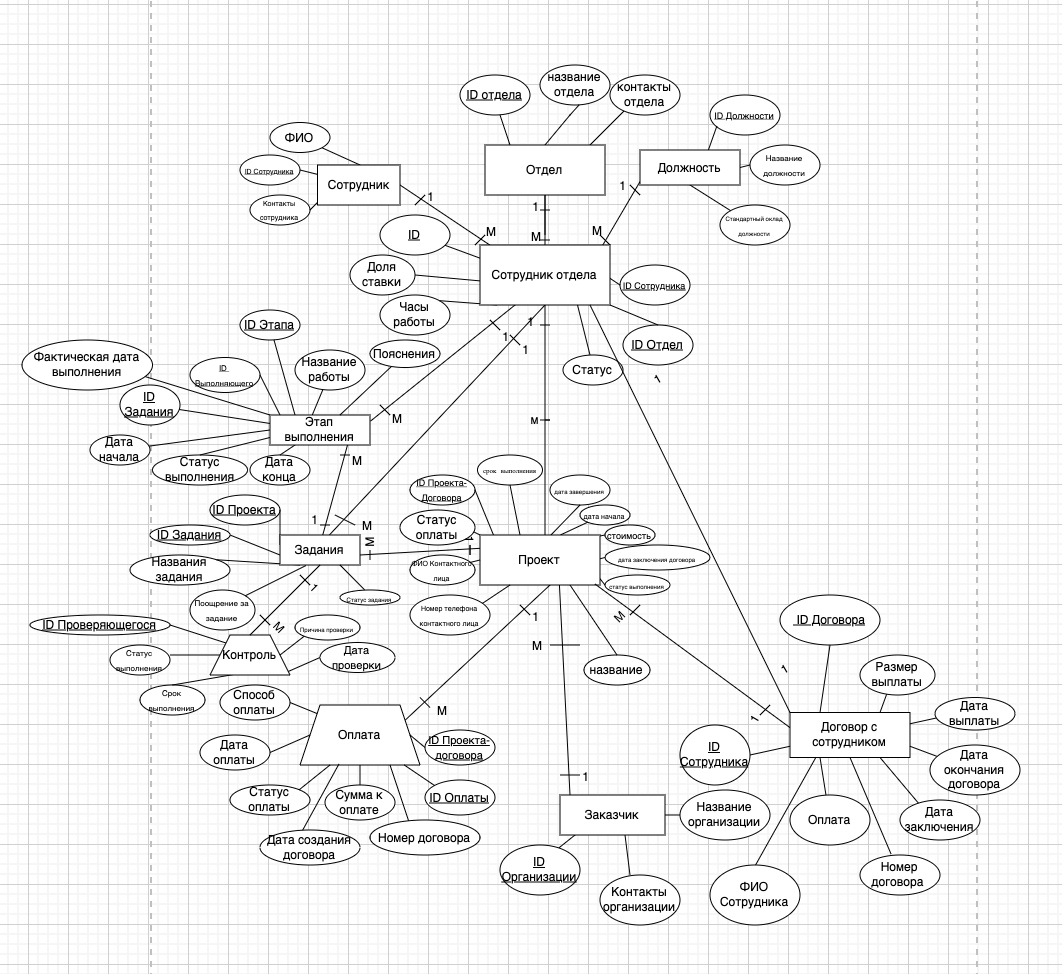 название
отдела
ID отдела
контакты
отдела
ID Должности
ФИО
Название
должности
ID Сотрудника
Сотрудник
Отдел
Должность
Контакты
сотрудника
1
1
1
Стандартный оклад
должности
ID
М
М
М
Доля
ставки
Сотрудник отдела
ID Сотрудника
Часы
работы
ID Этапа
1
1
1
ID Отдел
Фактическая дата
выполнения
Название
работы
Пояснения
ID
Выполняющего
Статус
1
ID
Задания
М
м
Этап
выполнения
Дата
начала
Статус
выполнения
Дата
конца
М
срок выполнения
ID Проекта-
Договора
дата завершения
ID Проекта
дата начала
1
М
Статус
оплаты
ID Задания
стоимость
М
1
Задания
Проект
дата заключения договора
Названия
задания
ФИО Контактного
лица
статус выполнения
1
Статус задания
Поощрение за
задание
Номер телефона
контактного лица
1
М
М
ID Проверяющегося
Причина проверки
ID Договора
М
Статус
выполнения
Контроль
Дата
проверки
название
1
Размер
выплаты
Срок
выполнения
Способ
оплаты
М
1
Дата
выплаты
Оплата
Договор с
сотрудником
Дата
оплаты
ID Проекта-
договора
ID
Сотрудника
Дата
окончания
договора
1
Статус
оплаты
Сумма к
оплате
ID Оплаты
Заказчик
Название
организации
Оплата
Дата
заключения
Дата создания
договора
Номер договора
ID
Организации
Номер
договора
Контакты
организации
ФИО
Сотрудника